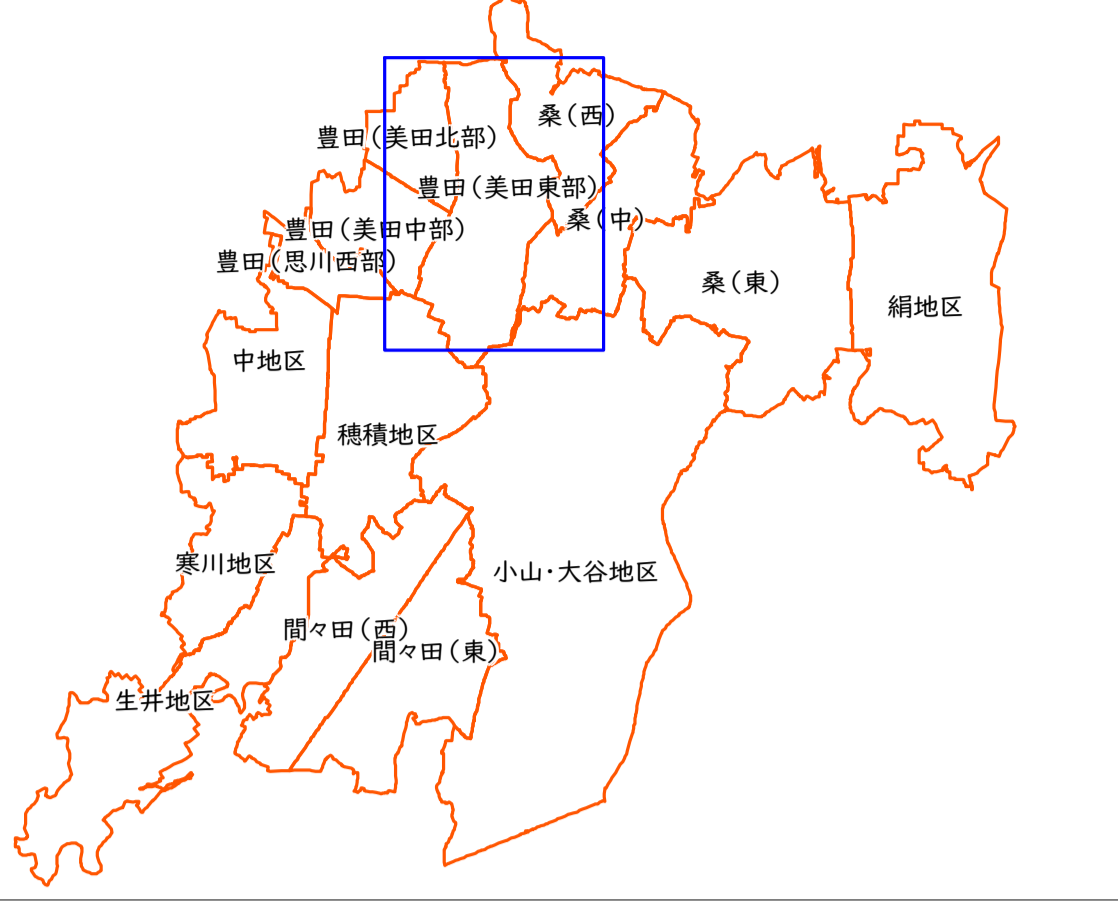 桑(西)
豊田(美田北部)
豊田(美田東部)
桑(中)
豊田(美田中部)
豊田(思川西部)
桑(東)
絹地区
中地区
穂積地区
寒川地区
小山・大谷地区
間々田(西)
間々田(東)
生井地区